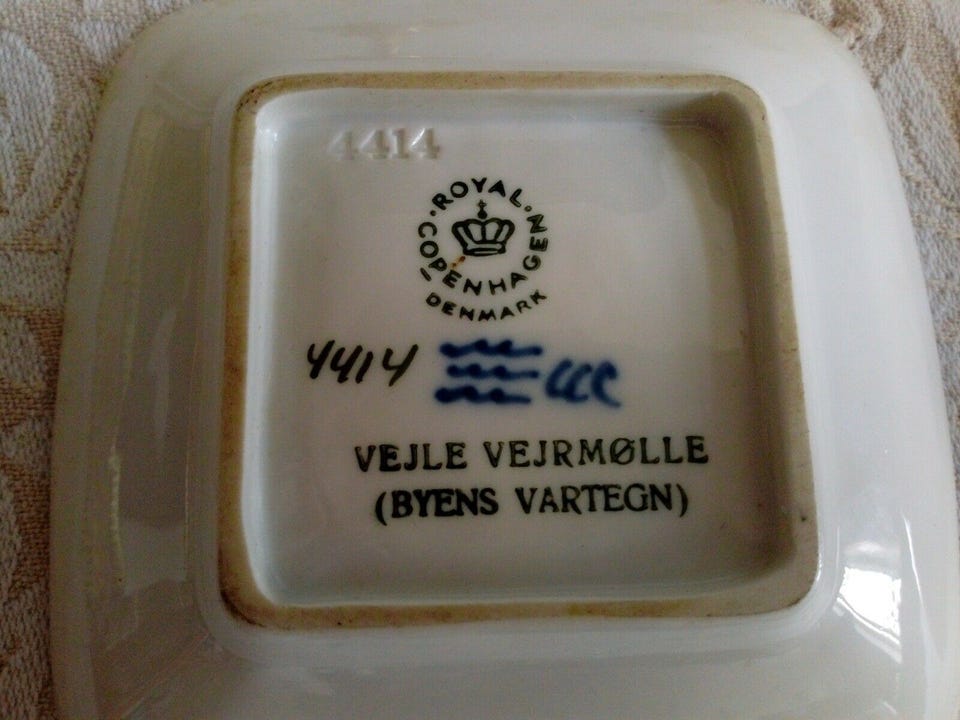 4414
ROYAL COPENHAGEN
DENMARK
4414
VEJLE VEJRMØLLE
(BYENS VARTEGN)